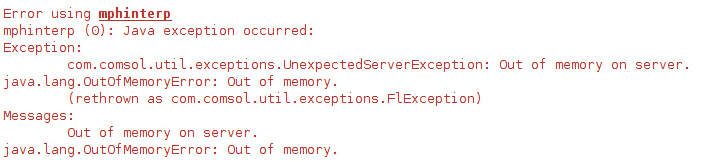 Error using mphinterp
mphinterp (0): Java exception occurred:
Exception:
com.comsol.util.exceptions.UnexpectedServerException: Out of memory on server.
java.lang.OutOfMemoryError: Out of memory.
(rethrown as com.comsol.util.exceptions.FlException)
Messages:
Out of memory on server.
java.lang.OutOfMemoryError: Out of memory.